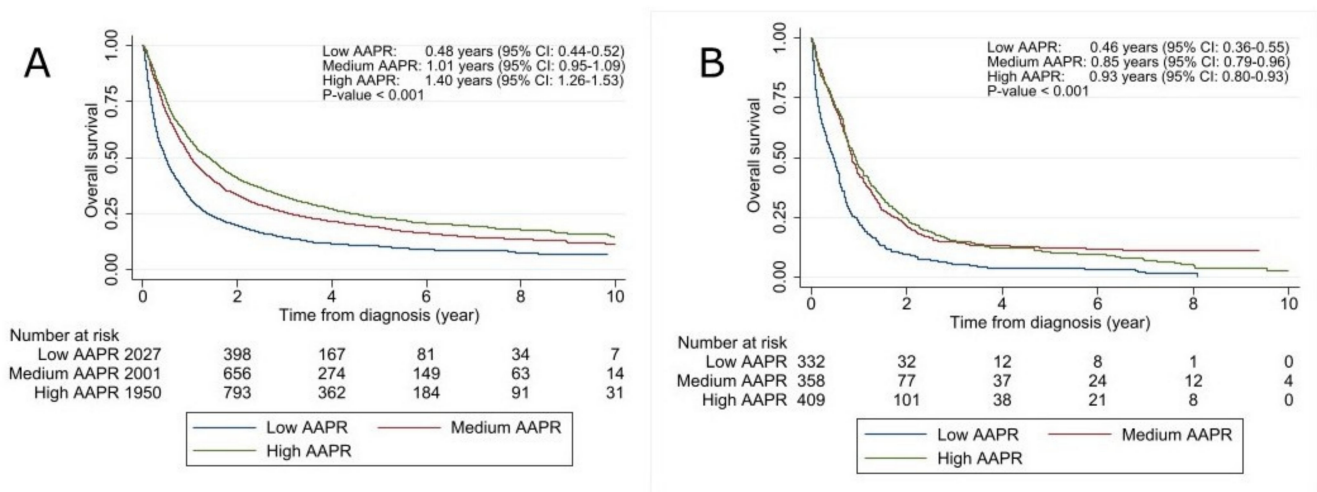 A
Low AAPR: 0.48 years (95% CI: 0.44-0.52)
Medium AAPR: 1.01 years (95% CI: 0.95-1.09)
High AAPR: 1.40 years (95% CI: 1.26-1.53)
P-value < 0.001
Overall survival
1.00
0.75
0.50
0.25
0.00
0 2 4 6 8 10
Time from diagnosis (year)
Number at risk
Low AAPR 2027 398 167 81 34 7
Medium AAPR 2001 656 274 149 63 14
High AAPR 1950 793 362 184 91 31
Low AAPR Medium AAPR
High AAPR
B
Low AAPR: 0.46 years (95% CI: 0.36-0.55)
Medium AAPR: 0.85 years (95% CI: 0.79-0.96)
High AAPR: 0.93 years (95% CI: 0.80-0.93)
P-value < 0.001
Overall survival
1.00
0.75
0.50
0.25
0.00
0 2 4 6 8 10
Time from diagnosis (year)
Number at risk
Low AAPR 332 32 12 8 1 0
Medium AAPR 358 77 37 24 12 4
High AAPR 409 101 38 21 8 0
Low AAPR Medium AAPR
High AAPR